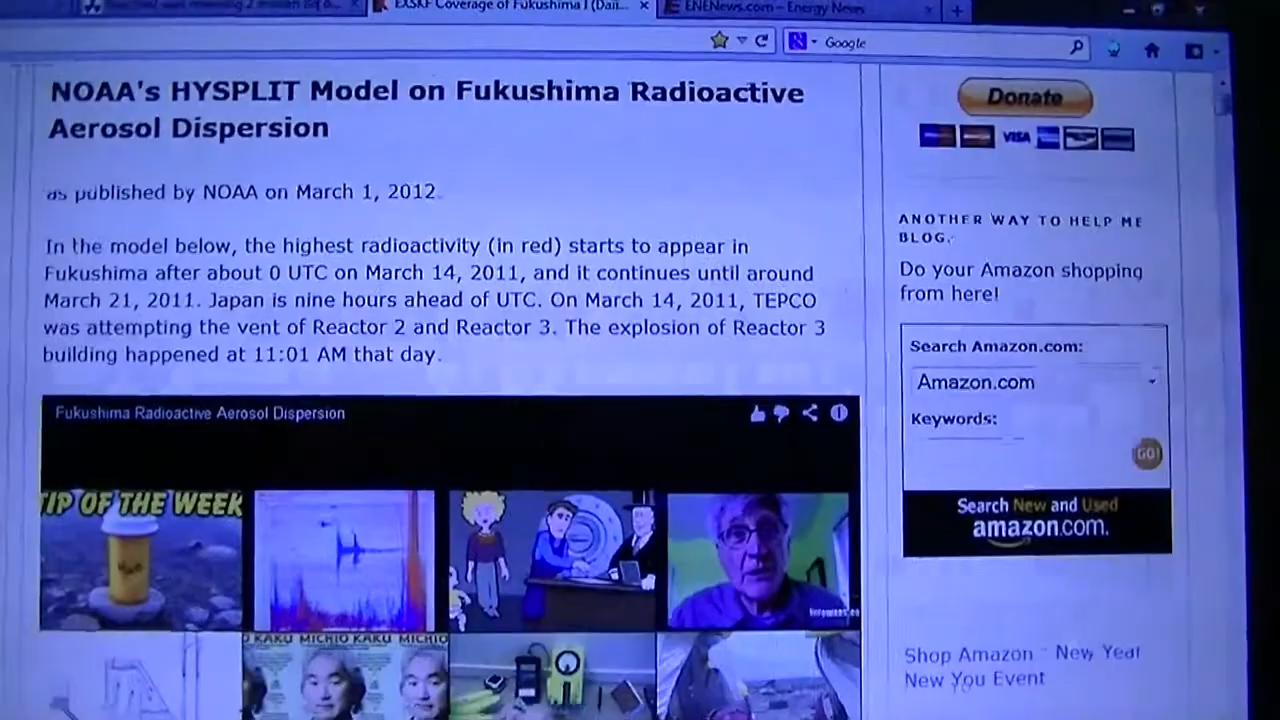 EXSKF Coverage of Fukushima I (Daii...
ENENews.com – Energy News
Google
NOAA's HYSPLIT Model on Fukushima Radioactive
Aerosol Dispersion
as published by NOAA on March 1, 2012.
In the model below, the highest radioactivity (in red) starts to appear in
Fukushima after about 0 UTC on March 14, 2011, and it continues until around
March 21, 2011. Japan is nine hours ahead of UTC. On March 14, 2011, TEPCO
was attempting the vent of Reactor 2 and Reactor 3. The explosion of Reactor 3
building happened at 11:01 AM that day.
Fukushima Radioactive Aerosol Dispersion
TIP OF THE WEEK
KAKU MICHIO KAKU MICHIO
Donate
VISA
ANOTHER WAY TO HELP ME
BLOG.
Do your Amazon shopping
from here!
Search Amazon.com:
Amazon.com
Keywords:
GO!
Search New and Used
amazon.com.
Shop Amazon - New Year
New You Event